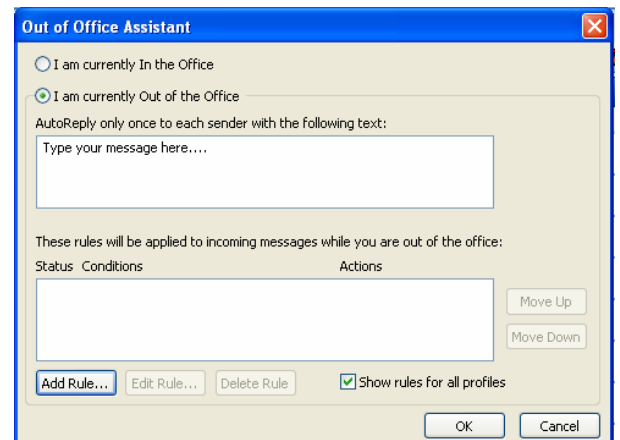 Out of Office Assistant
I am currently In the Office
I am currently Out of the Office
AutoReply only once to each sender with the following text:
Type your message here....
These rules will be applied to incoming messages while you are out of the office:
Status Conditions Actions
Move Up
Move Down
Add Rule... Edit Rule... Delete Rule Show rules for all profiles
OK Cancel